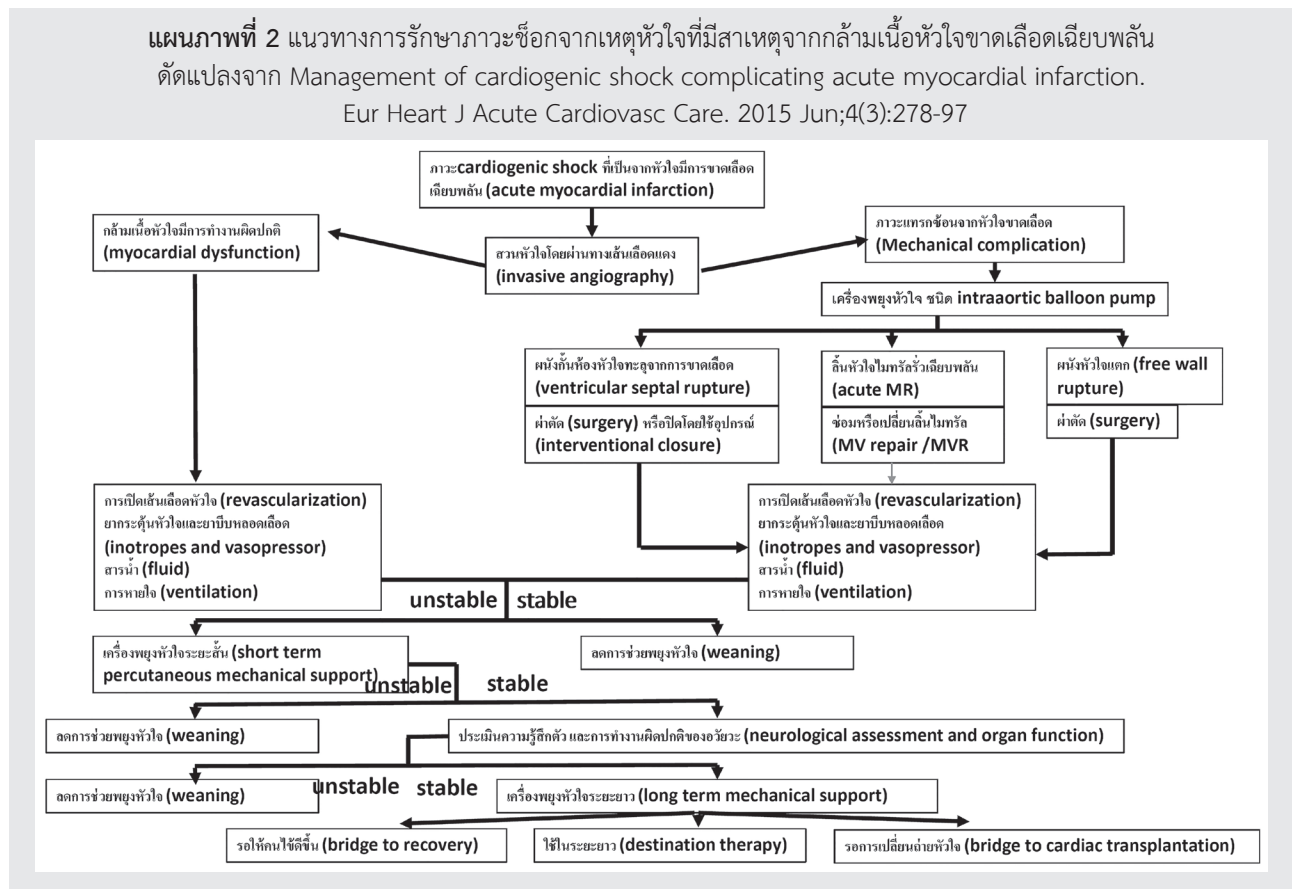 แผนภาพที่ 2 แนวทางการรักษาภาวะช็อกจากเหตุหัวใจที่มีสาเหตุจากกล้ามเนื้อหัวใจขาดเลือดเฉียบพลัน
ดัดแปลงจาก Management of cardiogenic shock complicating acute myocardial infarction.
Eur Heart J Acute Cardiovasc Care. 2015 Jun;4(3):278-97
ภาวะcardiogenic shock ที่เป็นจากหัวใจมีการขาดเลือด
เฉียบพลัน (acute myocardial infarction)
กล้ามเนื้อหัวใจมีการทำงานผิดปกติ
(myocardial dysfunction)
สวนหัวใจโดยผ่านทางเส้นเลือดแดง
(invasive angiography)
ภาวะแทรกซ้อนจากหัวใจขาดเลือด
(Mechanical complication)
เครื่องพยุงหัวใจ ชนิด intraaortic balloon pump
ผนังกั้นห้องหัวใจทะลุจากการขาดเลือด
(ventricular septal rupture)
ผ่าตัด (surgery) หรือปิดโดยใช้อุปกรณ์
(interventional closure)
ลิ้นหัวใจไมทรัลรั่วเฉียบพลัน
(acute MR)
ซ่อมหรือเปลี่ยนลิ้นไมทรัล
(MV repair /MVR
ผนังหัวใจแตก (free wall
rupture)
ผ่าตัด (surgery)
การเปิดเส้นเลือดหัวใจ (revascularization)
ยากระตุ้นหัวใจและยาบีบหลอดเลือด
(inotropes and vasopressor)
สารน้ำ (fluid)
การหายใจ (ventilation)
การเปิดเส้นเลือดหัวใจ (revascularization)
ยากระตุ้นหัวใจและยาบีบหลอดเลือด
(inotropes and vasopressor)
สารน้ำ (fluid)
การหายใจ (ventilation)
unstable stable
เครื่องพยุงหัวใจระยะสั้น (short term
percutaneous mechanical support)
ลดการช่วยพยุงหัวใจ (weaning)
unstable stable
ลดการช่วยพยุงหัวใจ (weaning)
ประเมินความรู้สึกตัว และการทำงานผิดปกติของอวัยวะ (neurological assessment and organ function)
unstable stable
ลดการช่วยพยุงหัวใจ (weaning)
เครื่องพยุงหัวใจระยะยาว (long term mechanical support)
รอให้คนไข้ดีขึ้น (bridge to recovery)
ใช้ในระยะยาว (destination therapy)
รอการเปลี่ยนถ่ายหัวใจ (bridge to cardiac transplantation)